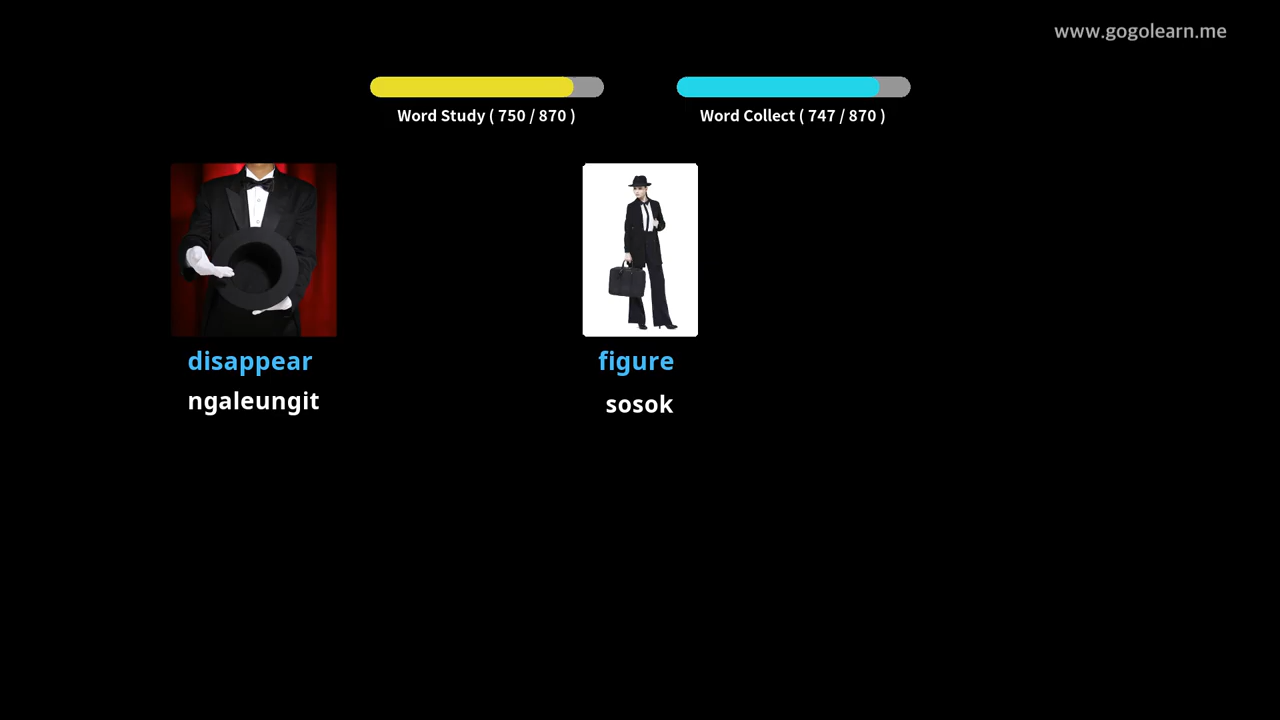 www.gogolearn.me
Word Study ( 750 / 870 )
Word Collect ( 747 / 870 )
disappear
ngaleungit
figure
sosok